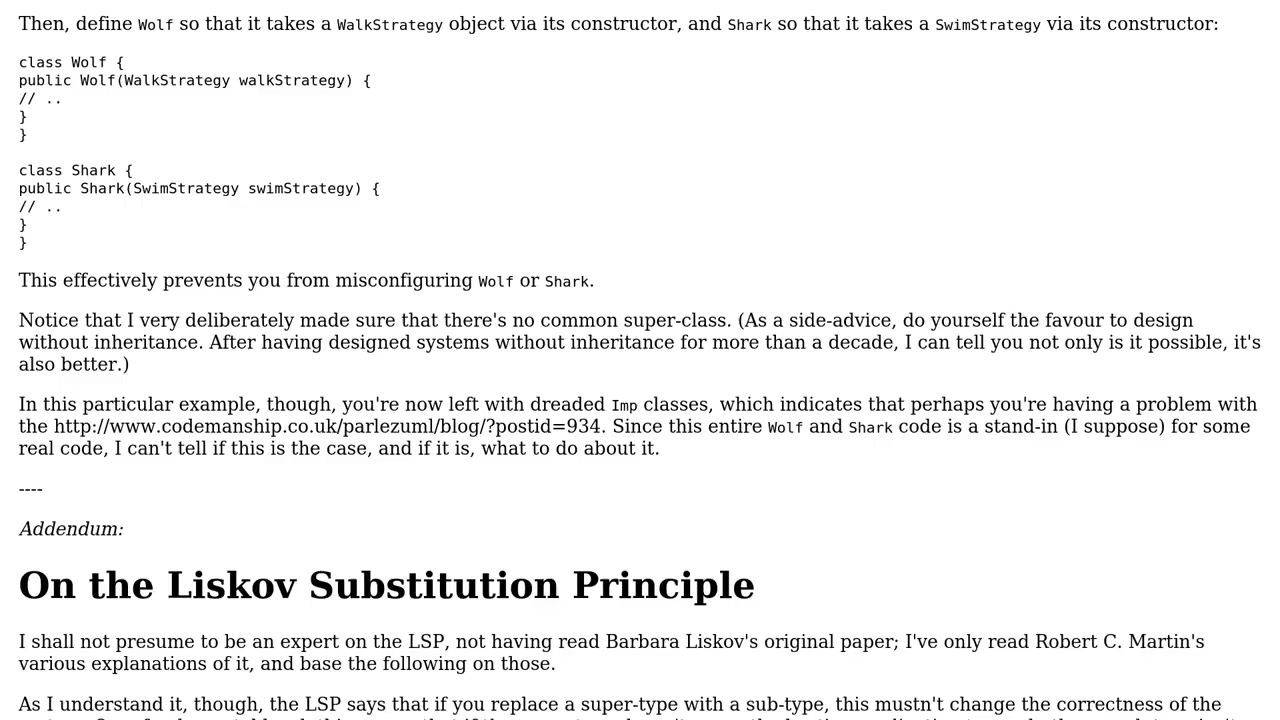 Then, define Wolf so that it takes a WalkStrategy object via its constructor, and Shark so that it takes a SwimStrategy via its constructor:
class Wolf {
public Wolf(WalkStrategy walkStrategy) {
// ..
}
}
class Shark {
public Shark(SwimStrategy swimStrategy) {
// ..
}
}
This effectively prevents you from misconfiguring Wolf or Shark.
Notice that I very deliberately made sure that there's no common super-class. (As a side-advice, do yourself the favour to design
without inheritance. After having designed systems without inheritance for more than a decade, I can tell you not only is it possible, it's
also better.)
In this particular example, though, you're now left with dreaded Imp classes, which indicates that perhaps you're having a problem with
the http://www.codemanship.co.uk/parlezuml/blog/?postid=934. Since this entire Wolf and Shark code is a stand-in (I suppose) for some
real code, I can't tell if this is the case, and if it is, what to do about it.
----
Addendum:
On the Liskov Substitution Principle
I shall not presume to be an expert on the LSP, not having read Barbara Liskov's original paper; I've only read Robert C. Martin's
various explanations of it, and base the following on those.
As I understand it, though, the LSP says that if you replace a super-type with a sub-type, this mustn't change the correctness of the